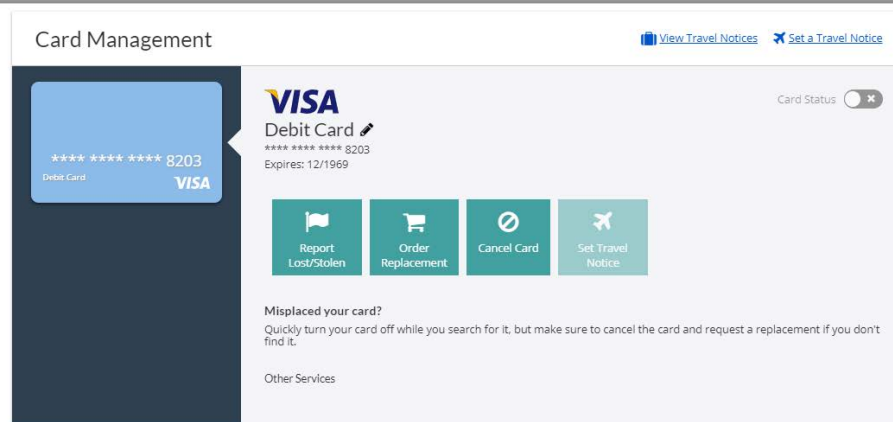 Card Management
View Travel Notices
Set a Travel Notice
**** **** **** 8203
Debit Card
VISA
VISA
Card Status
Debit Card
**** **** **** 8203
Expires: 12/1969
Report
Lost/Stolen
Order
Replacement
Cancel Card
Set Travel
Notice
Misplaced your card?
Quickly turn your card off while you search for it, but make sure to cancel the card and request a replacement if you don't
find it.
Other Services